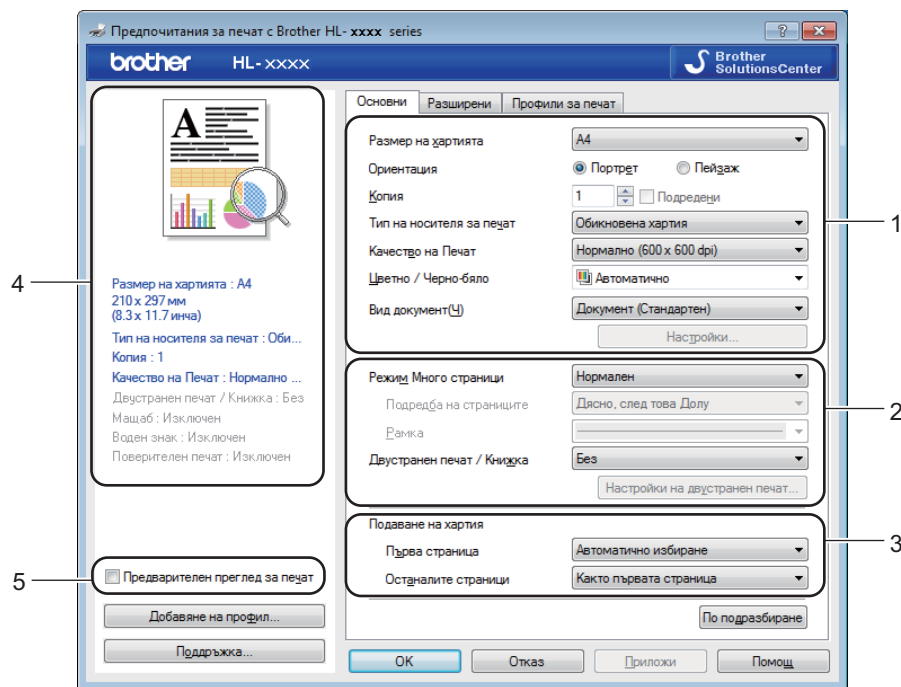 Предпочитания за печат с Brother HL- xxxx series
brother HL-xxxx
Brother
SolutionsCenter
Основни Разширени Профили за печат
A
Размер на хартията : A4
210 x 297 мм
(8.3 x 11.7 инча)
Тип на носителя за печат : Оби...
Копия : 1
Качество на Печат : Нормално ...
Двустранен печат / Книжка : Без
Мащаб : Изключен
Воден знак : Изключен
Поверителен печат : Изключен
4
Размер на хартията A4
Ориентация Портрет Пейзаж
Копия 1 Подредени
Тип на носителя за печат Обикновена хартия
Качество на Печат Нормално (600 x 600 dpi)
Цветно / Черно-бяло Автоматично
Вид документ(Ч) Документ (Стандартен)
Настройки...
1
Режим Много страници Нормален
Подредба на страниците Дясно, след това Долу
Рамка
Двустранен печат / Книжка Без
Настройки на двустранен печат...
2
Подаване на хартия
Първа страница Автоматично избиране
Останалите страници Както първата страница
3
5
Предварителен преглед за печат
Добавяне на профил...
Поддръжка...
По подразбиране
OK Отказ Приложи Помощ